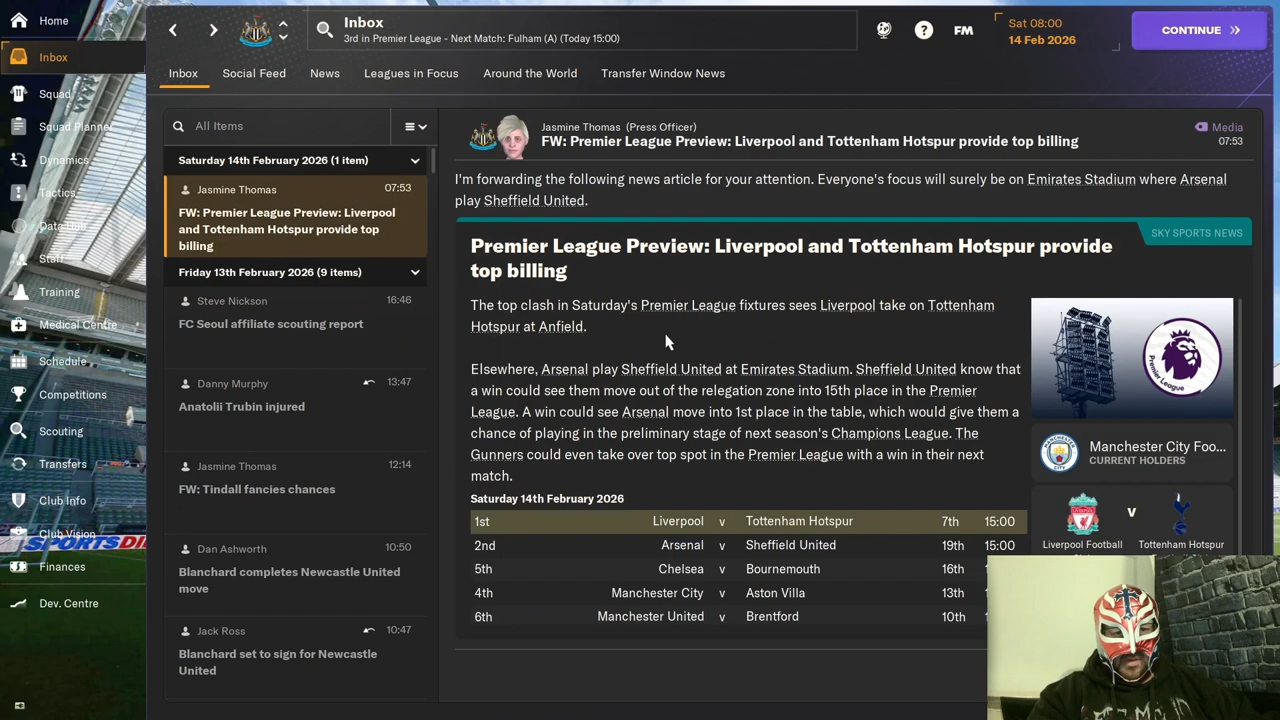 Home
Inbox
Squad
Squad Planner
Dynamics
Tactics
Data Hub
Staff
Training
Medical Centre
Schedule
Competitions
Scouting
Transfers
Club Info
Club Vision
Finances
Dev. Centre
Inbox
3rd in Premier League - Next Match: Fulham (A) (Today 15:00)
?
FM
Sat 08:00
14 Feb 2026
CONTINUE
Inbox
Social Feed
News
Leagues in Focus
Around the World
Transfer Window News
All Items
Saturday 14th February 2026 (1 item)
Jasmine Thomas 07:53
FW: Premier League Preview: Liverpool
and Tottenham Hotspur provide top
billing
Friday 13th February 2026 (9 items)
Steve Nickson 16:46
FC Seoul affiliate scouting report
Danny Murphy 13:47
Anatolii Trubin injured
Jasmine Thomas 12:14
FW: Tindall fancies chances
Dan Ashworth 10:50
Blanchard completes Newcastle United
move
Jack Ross 10:47
Blanchard set to sign for Newcastle
United
Jasmine Thomas (Press Officer)
FW: Premier League Preview: Liverpool and Tottenham Hotspur provide top billing
Media
07:53
I'm forwarding the following news article for your attention. Everyone's focus will surely be on Emirates Stadium where Arsenal
play Sheffield United.
SKY SPORTS NEWS
Premier League Preview: Liverpool and Tottenham Hotspur provide
top billing
The top clash in Saturday's Premier League fixtures sees Liverpool take on Tottenham
Hotspur at Anfield.
Elsewhere, Arsenal play Sheffield United at Emirates Stadium. Sheffield United know that
a win could see them move out of the relegation zone into 15th place in the Premier
League. A win could see Arsenal move into 1st place in the table, which would give them a
chance of playing in the preliminary stage of next season's Champions League. The
Gunners could even take over top spot in the Premier League with a win in their next
match.
Saturday 14th February 2026
1st Liverpool v Tottenham Hotspur 7th 15:00
2nd Arsenal v Sheffield United 19th 15:00
5th Chelsea v Bournemouth 16th
4th Manchester City v Aston Villa 13th
6th Manchester United v Brentford 10th
Premier League
Manchester City Foo...
CURRENT HOLDERS
v
Liverpool Football
Tottenham Hotspur